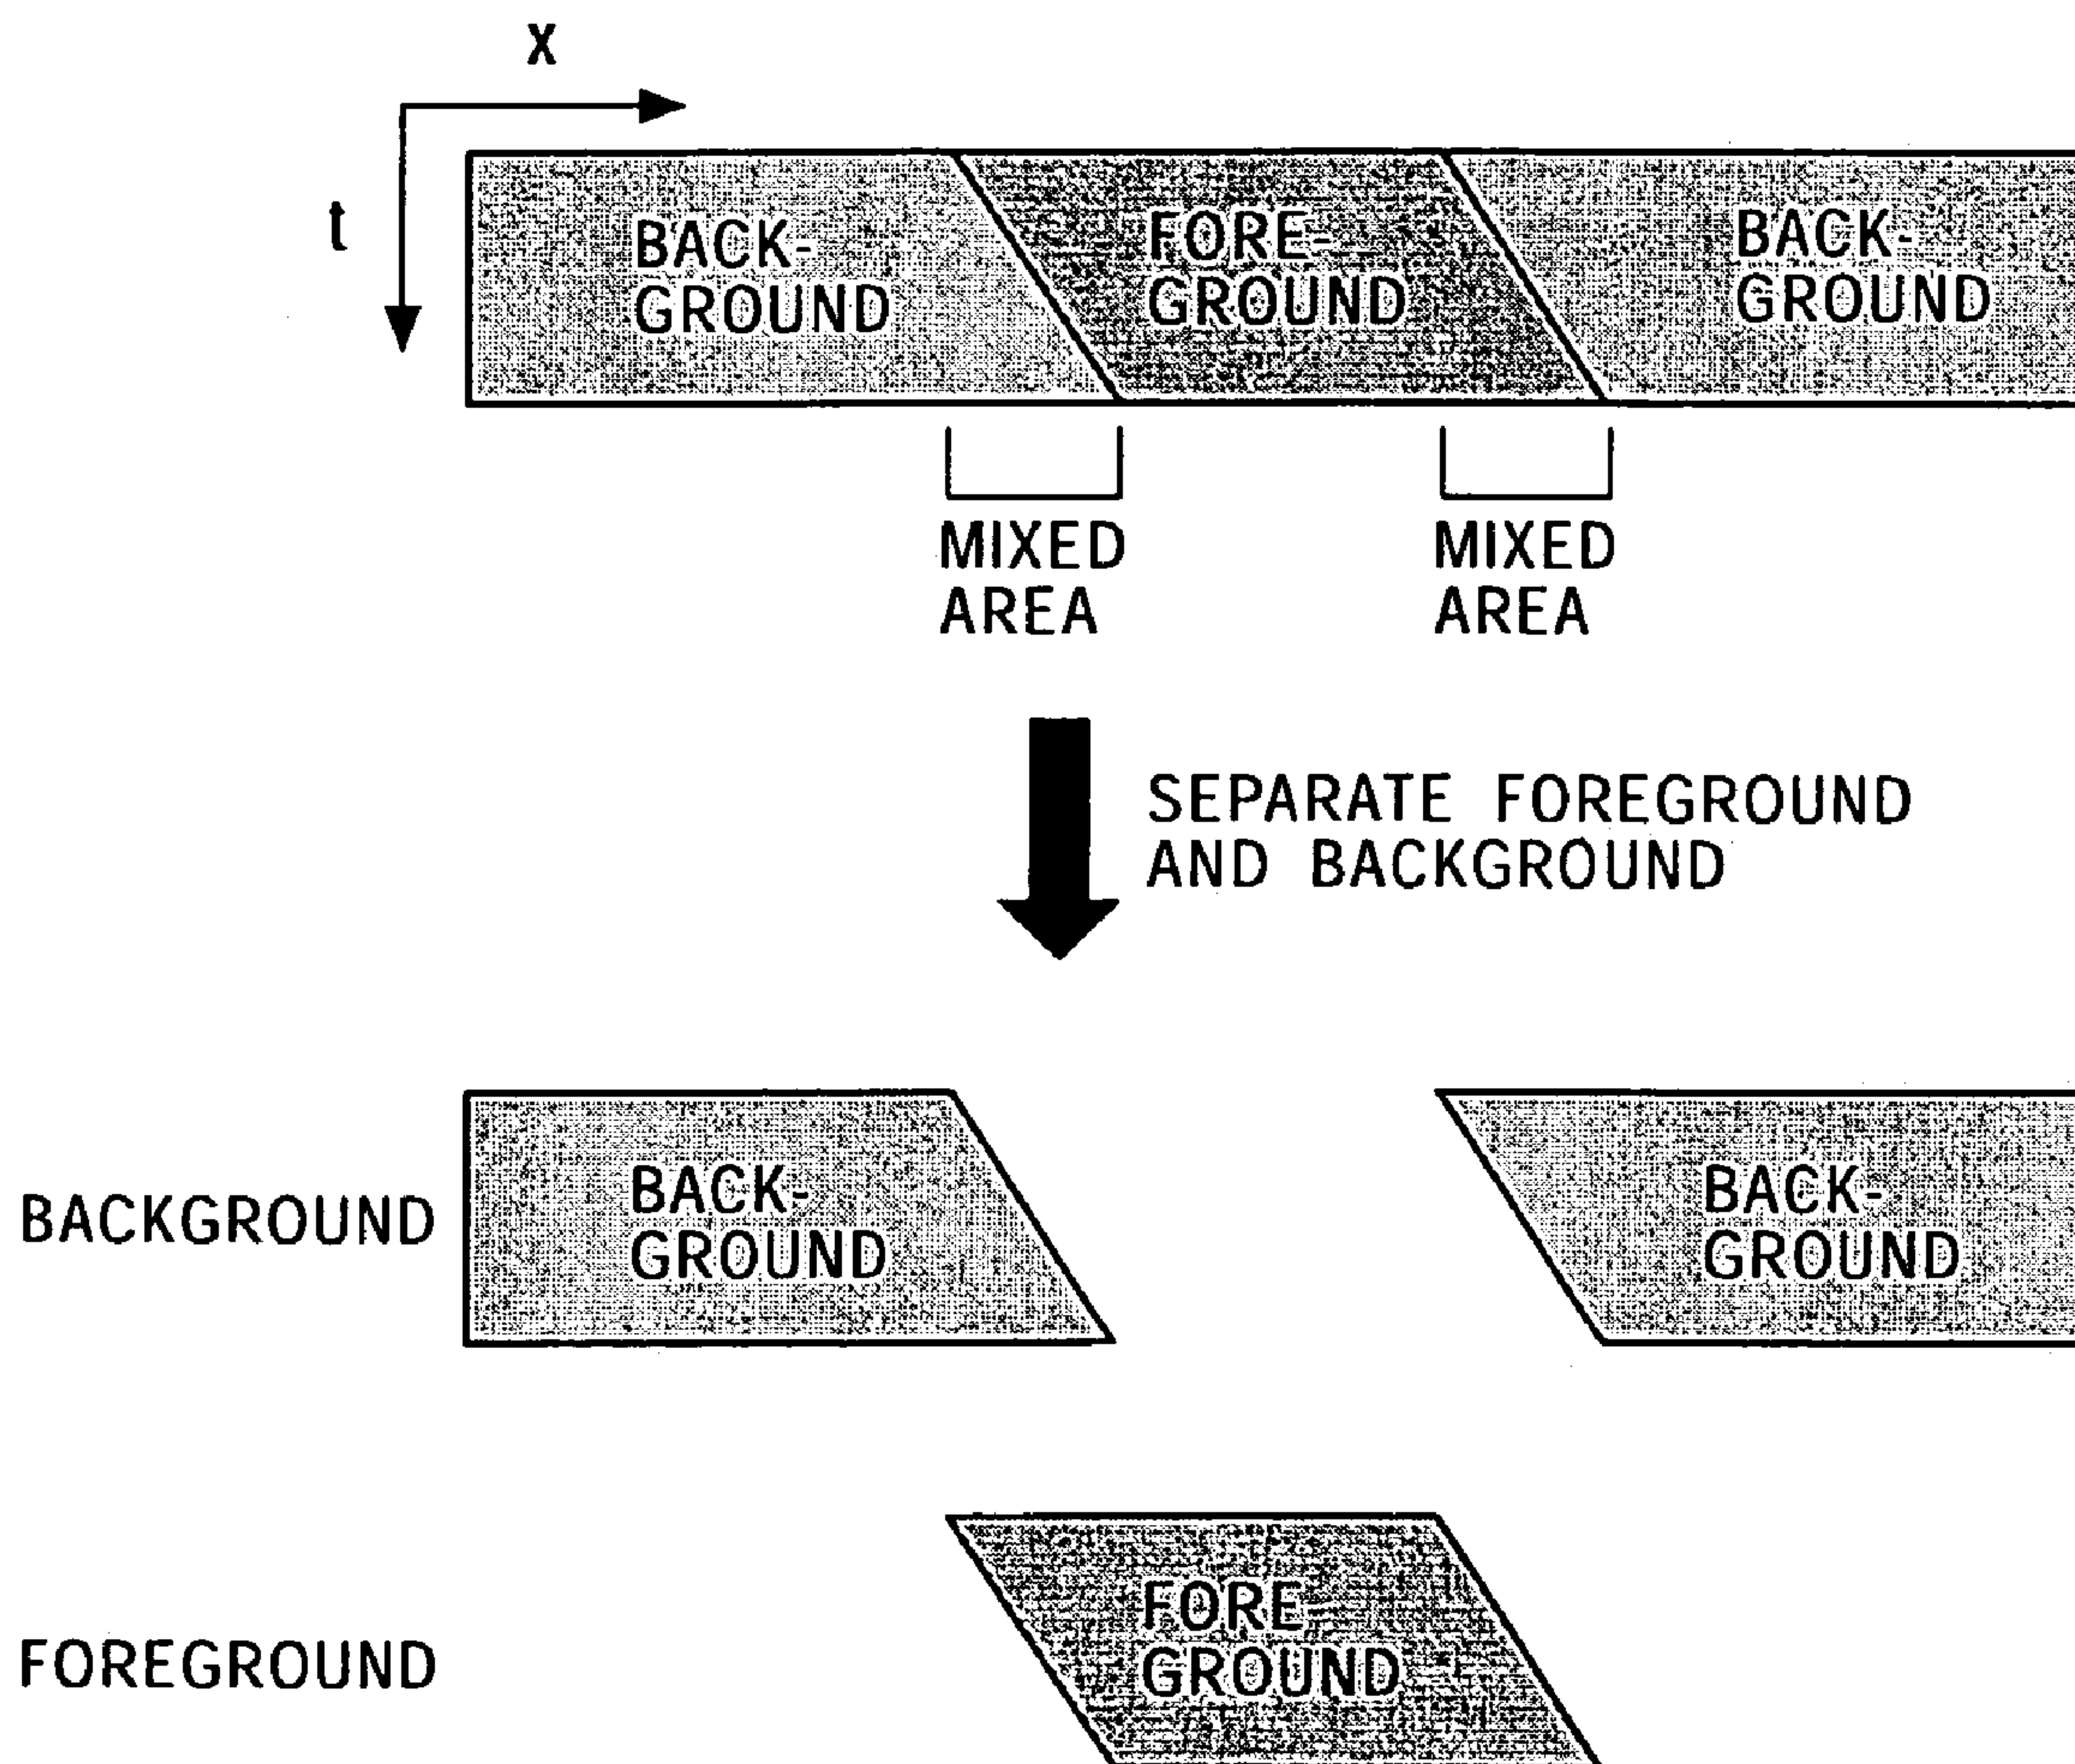 X
t
BACK-
GROUND
FORE-
GROUND
BACK-
GROUND
MIXED
AREA
MIXED
AREA
SEPARATE FOREGROUND
AND BACKGROUND
BACKGROUND
BACK-
GROUND
BACK-
GROUND
FOREGROUND
FORE-
GROUND